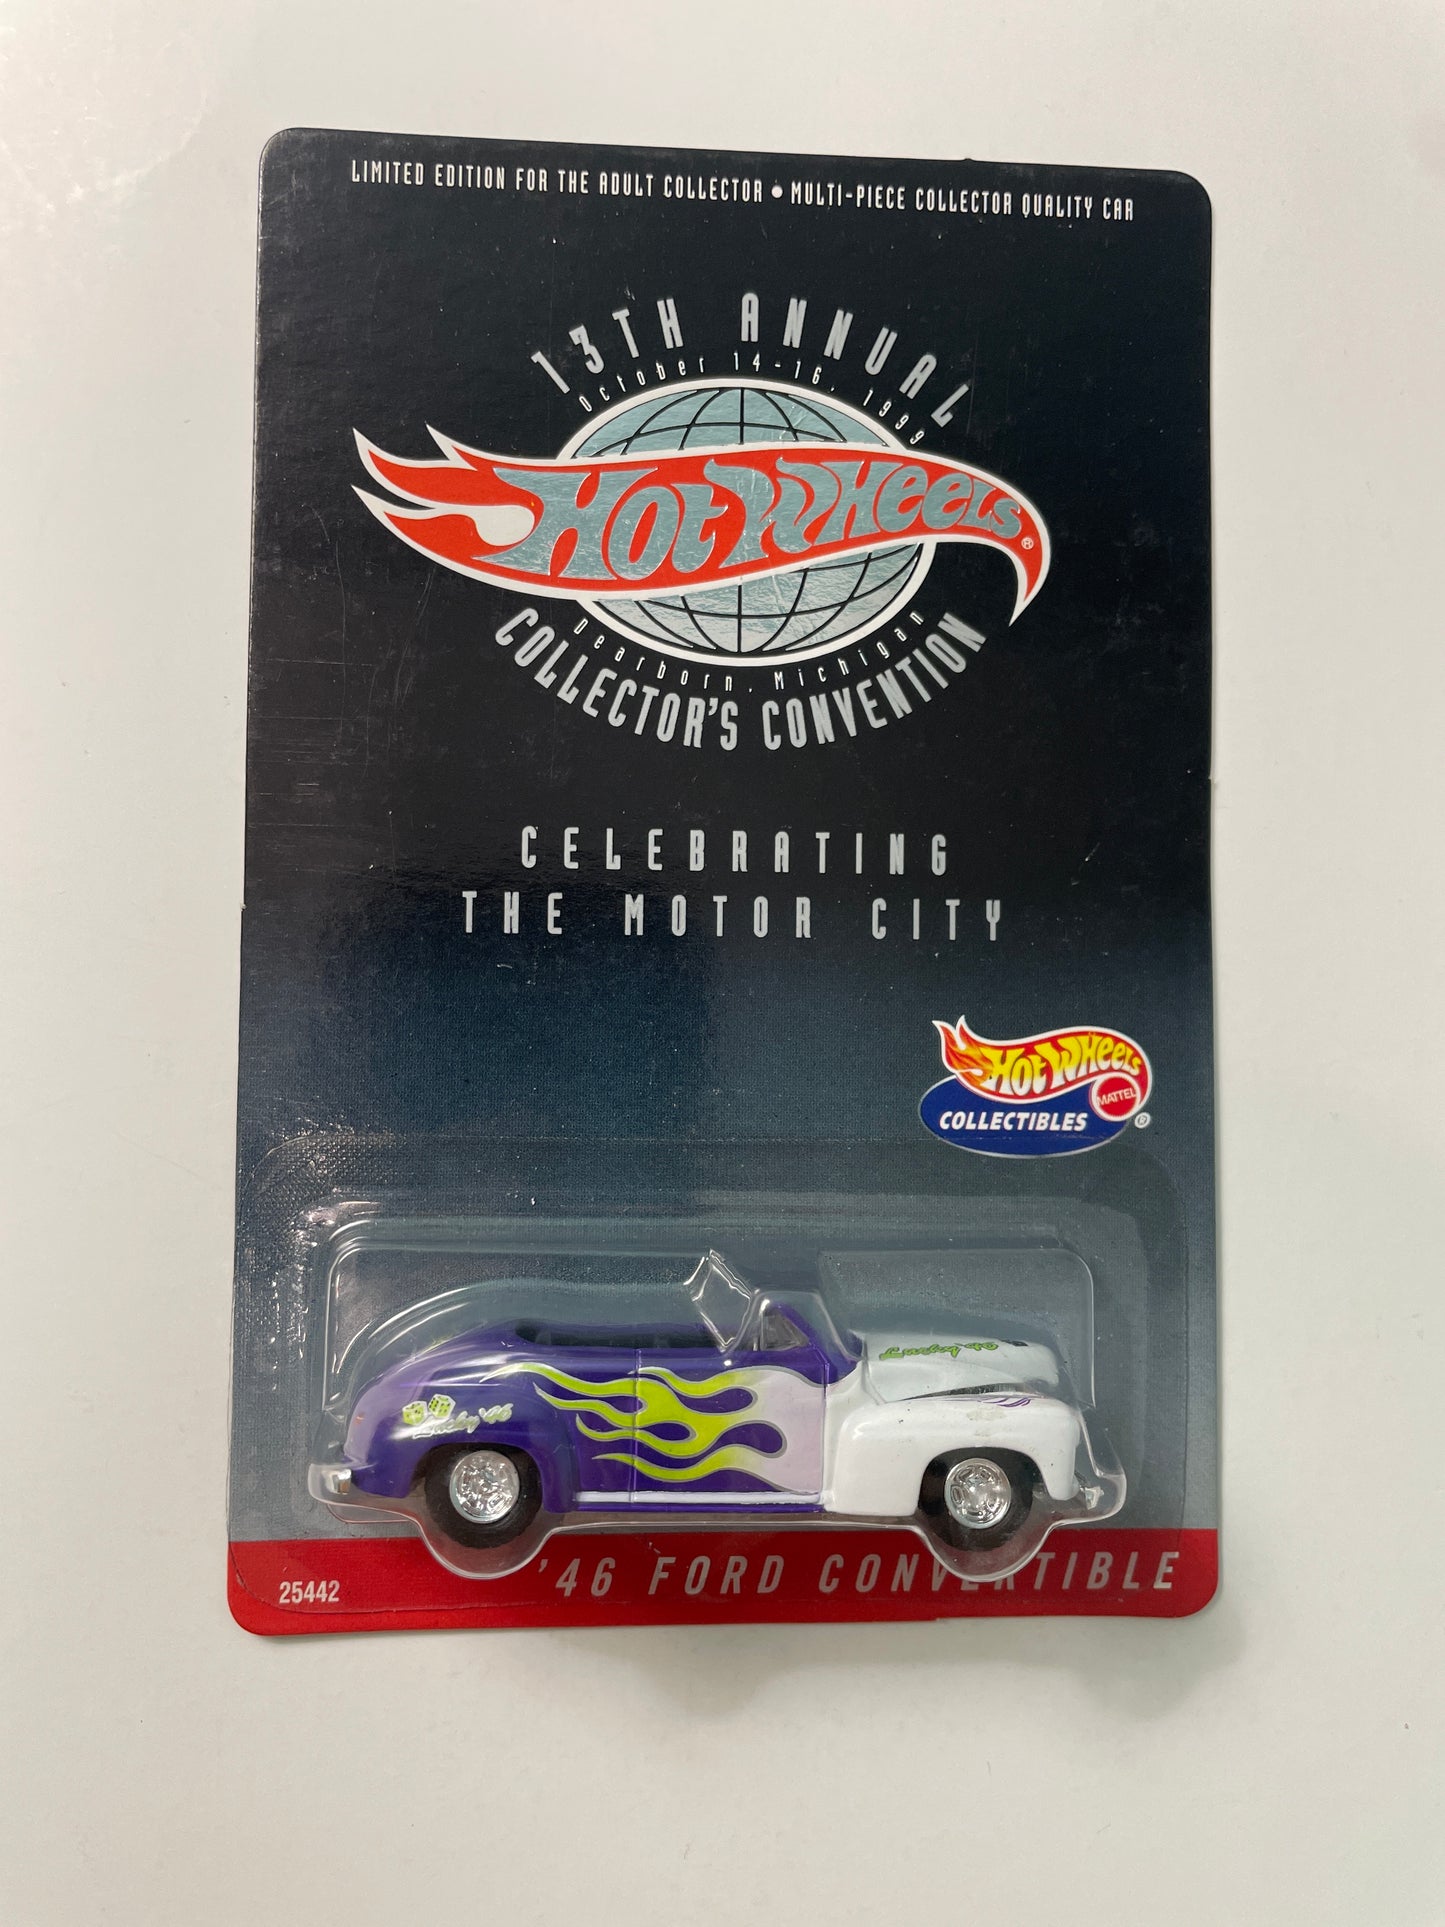 LIMITED EDITION FOR THE ADULT COLLECTOR • MULTI-PIECE COLLECTOR QUALITY CAR
13TH ANNUAL
October 14-16, 1999
HOT WHEELS ®
Dearborn, Michigan
COLLECTOR'S CONVENTION
CELEBRATING
THE MOTOR CITY
HOT WHEELS
MATTEL
COLLECTIBLES ®
Lucky '46
Lucky '46
25442
'46 FORD CONVERTIBLE